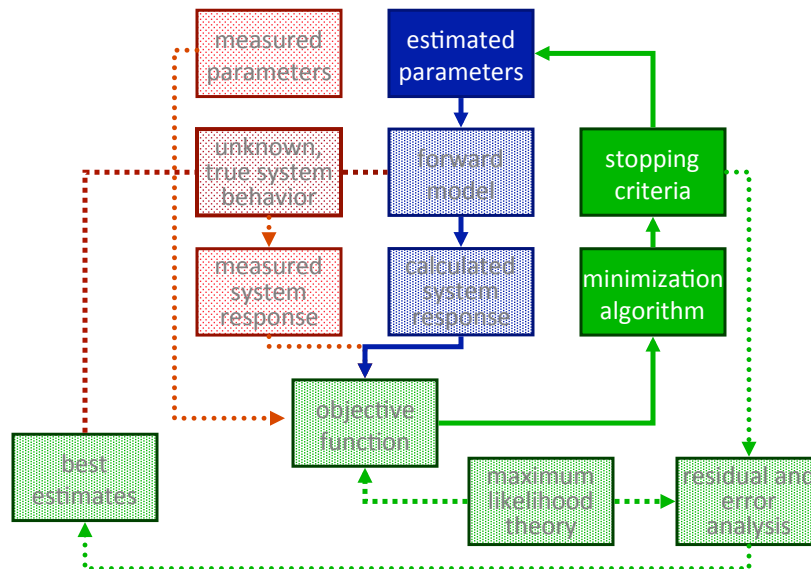 measured
parameters
estimated
parameters
unknown,
true system
behavior
forward
model
stopping
criteria
measured
system
response
calculated
system
response
minimization
algorithm
objective
function
best
estimates
maximum
likelihood
theory
residual and
error
analysis